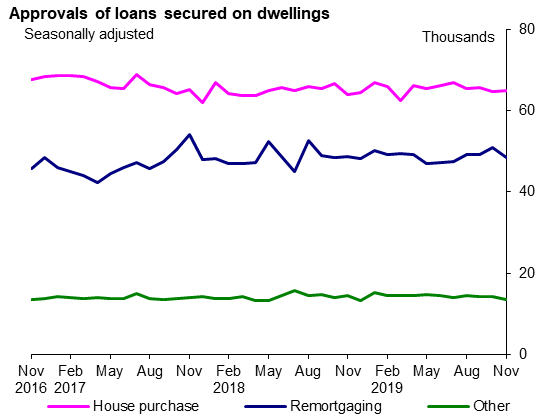 Approvals of loans secured on dwellings
Seasonally adjusted
Thousands
80
60
40
20
0
Nov Feb May Aug Nov Feb May Aug Nov Feb May Aug Nov
2016 2017 2018 2019
House purchase Remortgaging Other